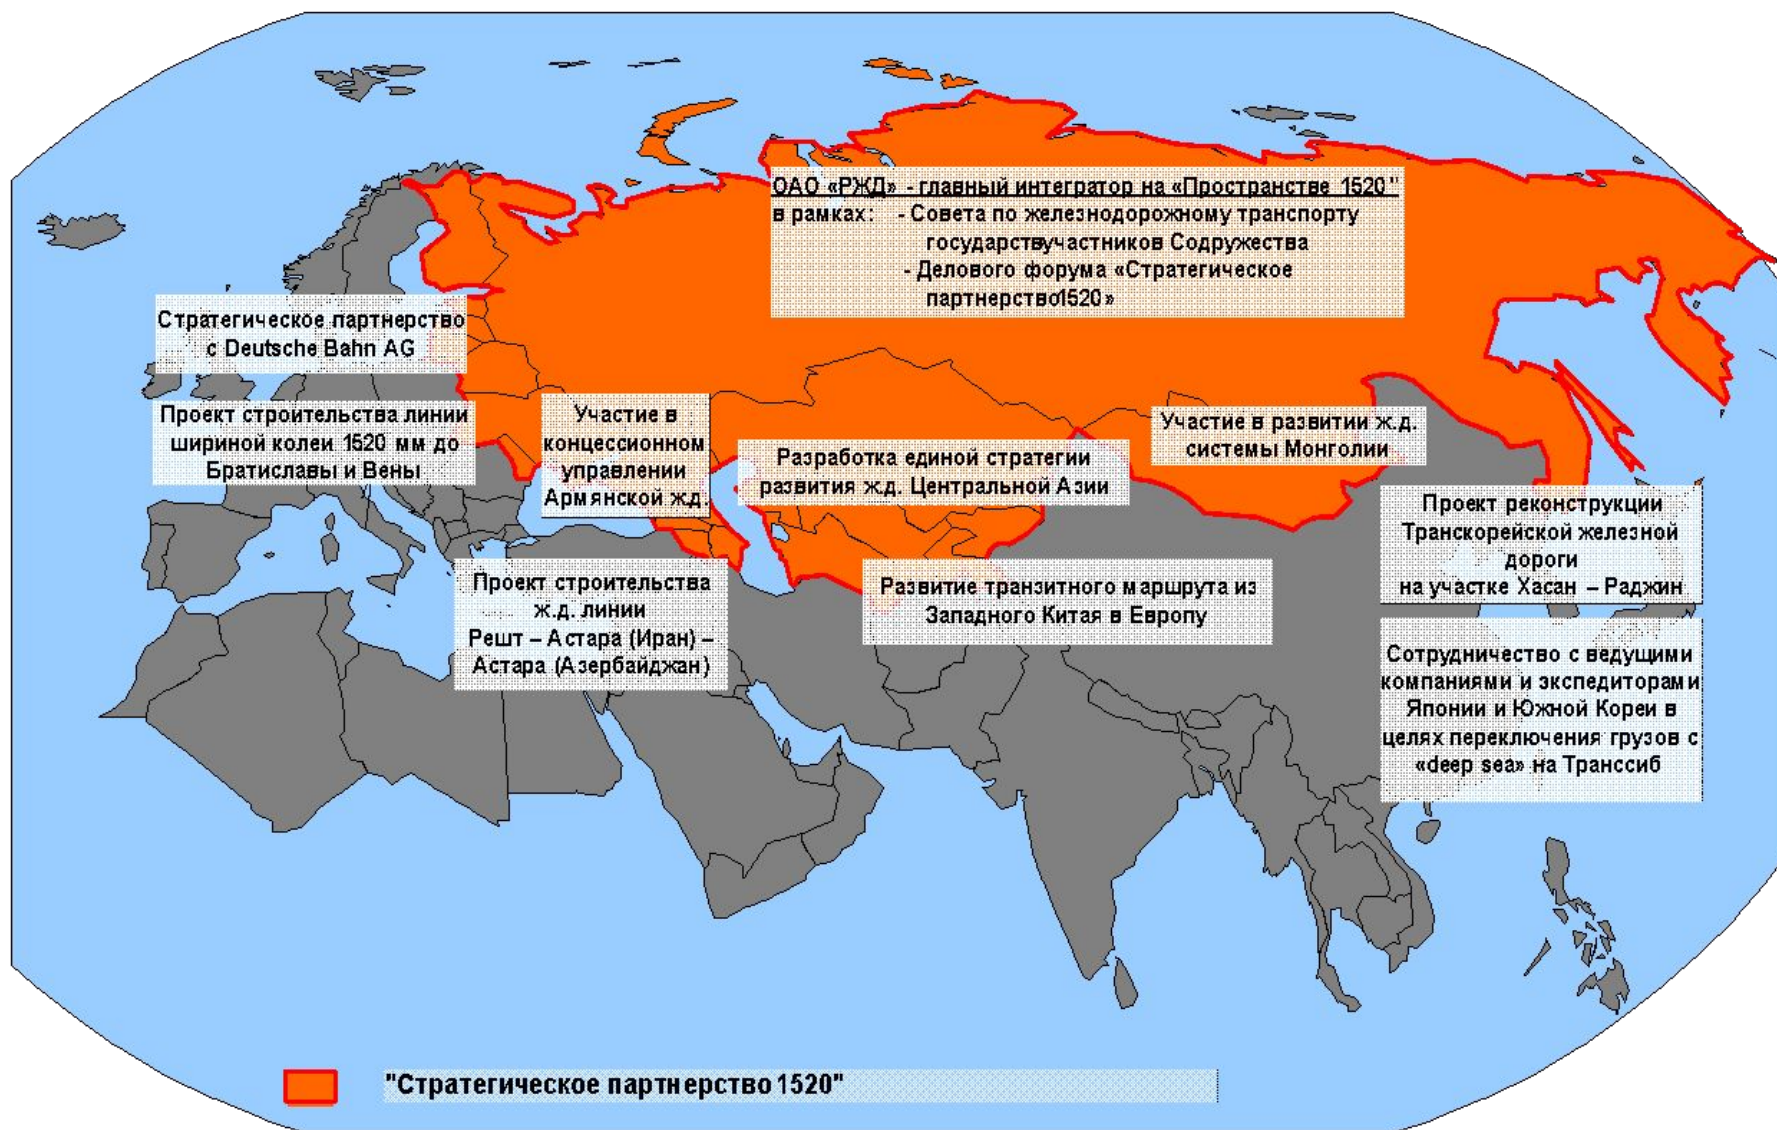 ОАО «РЖД» - главный интегратор на «Пространстве 1520"
в рамках: - Совета по железнодорожному транспорту
государствучастников Содружества
- Делового форума «Стратегическое
партнерство1520»
Стратегическое партнерство
с Deutsche Bahn AG
Проект строительства линии
шириной колеи 1520 мм до
Братиславы и Вены
Участие в
концессионном
управлении
Армянской ж.д.
Разработка единой стратегии
развития ж.д. Центральной Азии
Участие в развитии ж.д.
системы Монголии
Проект реконструкции
Транскорейской железной
дороги
на участке Хасан – Раджин
Проект строительства
ж.д. линии
Решт – Астара (Иран) –
Астара (Азербайджан)
Развитие транзитного маршрута из
Западного Китая в Европу
Сотрудничество с ведущими
компаниями и экспедиторами
Японии и Южной Кореи в
целях переключения грузов с
«deep sea» на Транссиб
"Стратегическое партнерство 1520"